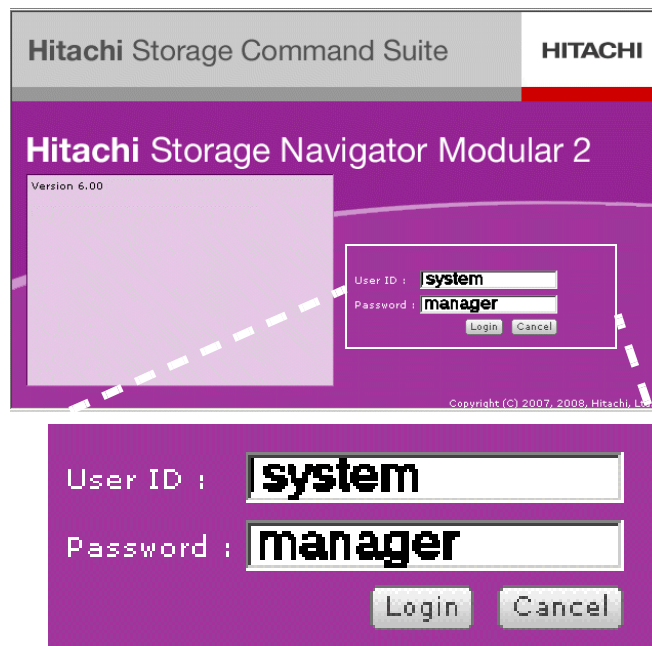 Hitachi Storage Command Suite
HITACHI
Hitachi Storage Navigator Modular 2
Version 6.00
User ID : system
Password : manager
Login Cancel
Copyright (C) 2007, 2008, Hitachi,
User ID : system
Password : manager
Login Cancel